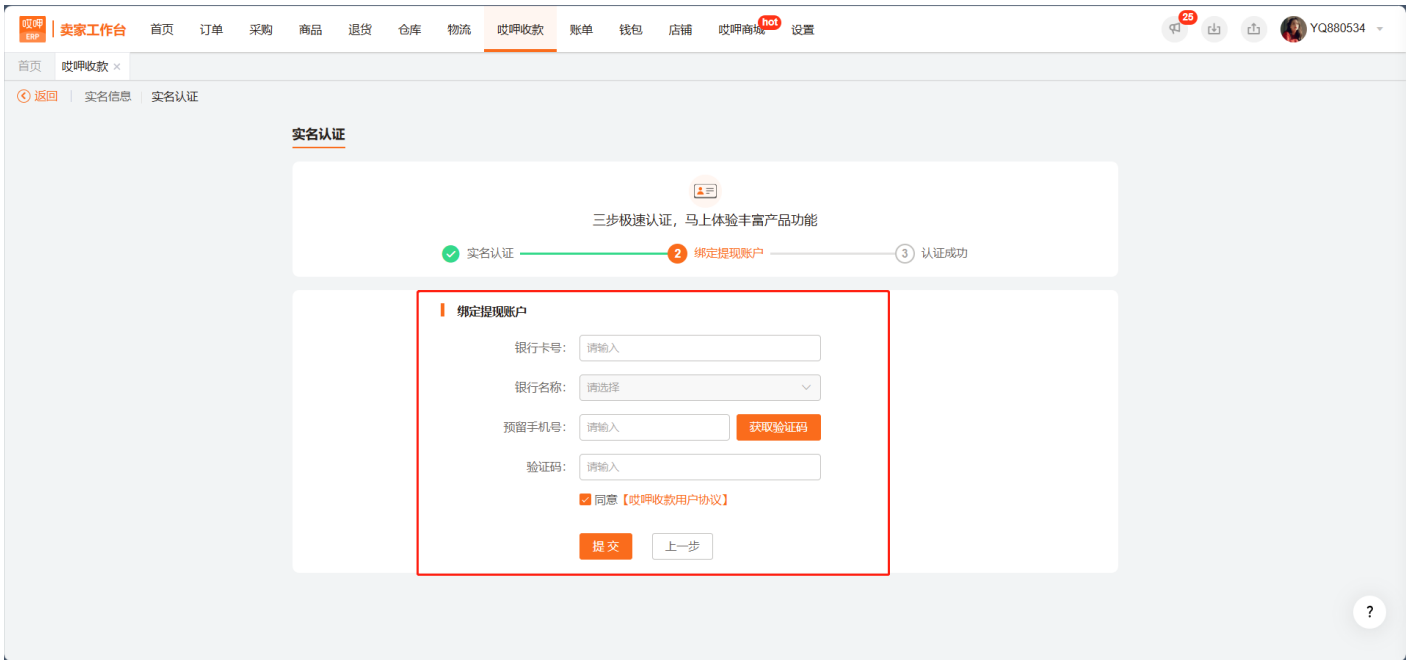 哎呷 ERP 卖家工作台 首页 订单 采购 商品 退货 仓库 物流 哎呷收款 账单 钱包 店铺 哎呷商城 hot 设置 25 YQ880534
首页 哎呷收款 ×
返回 实名信息 实名认证
实名认证
三步极速认证，马上体验丰富产品功能
实名认证 2 绑定提现账户 3 认证成功
绑定提现账户
银行卡号： 请输入
银行名称： 请选择
预留手机号： 请输入 获取验证码
验证码： 请输入
同意【哎呷收款用户协议】
提交 上一步
?